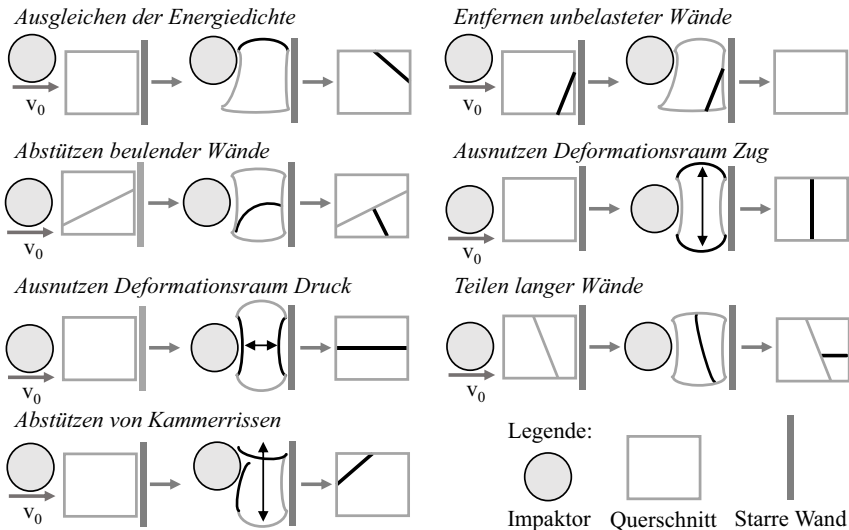 Ausgleichen der Energiedichte
v0
Entfernen unbelasteter Wände
v0
Abstützen beulender Wände
v0
Ausnutzen Deformationsraum Zug
v0
Ausnutzen Deformationsraum Druck
v0
Teilen langer Wände
v0
Abstützen von Kammerrissen
v0
Legende:
Impaktor Querschnitt Starre Wand